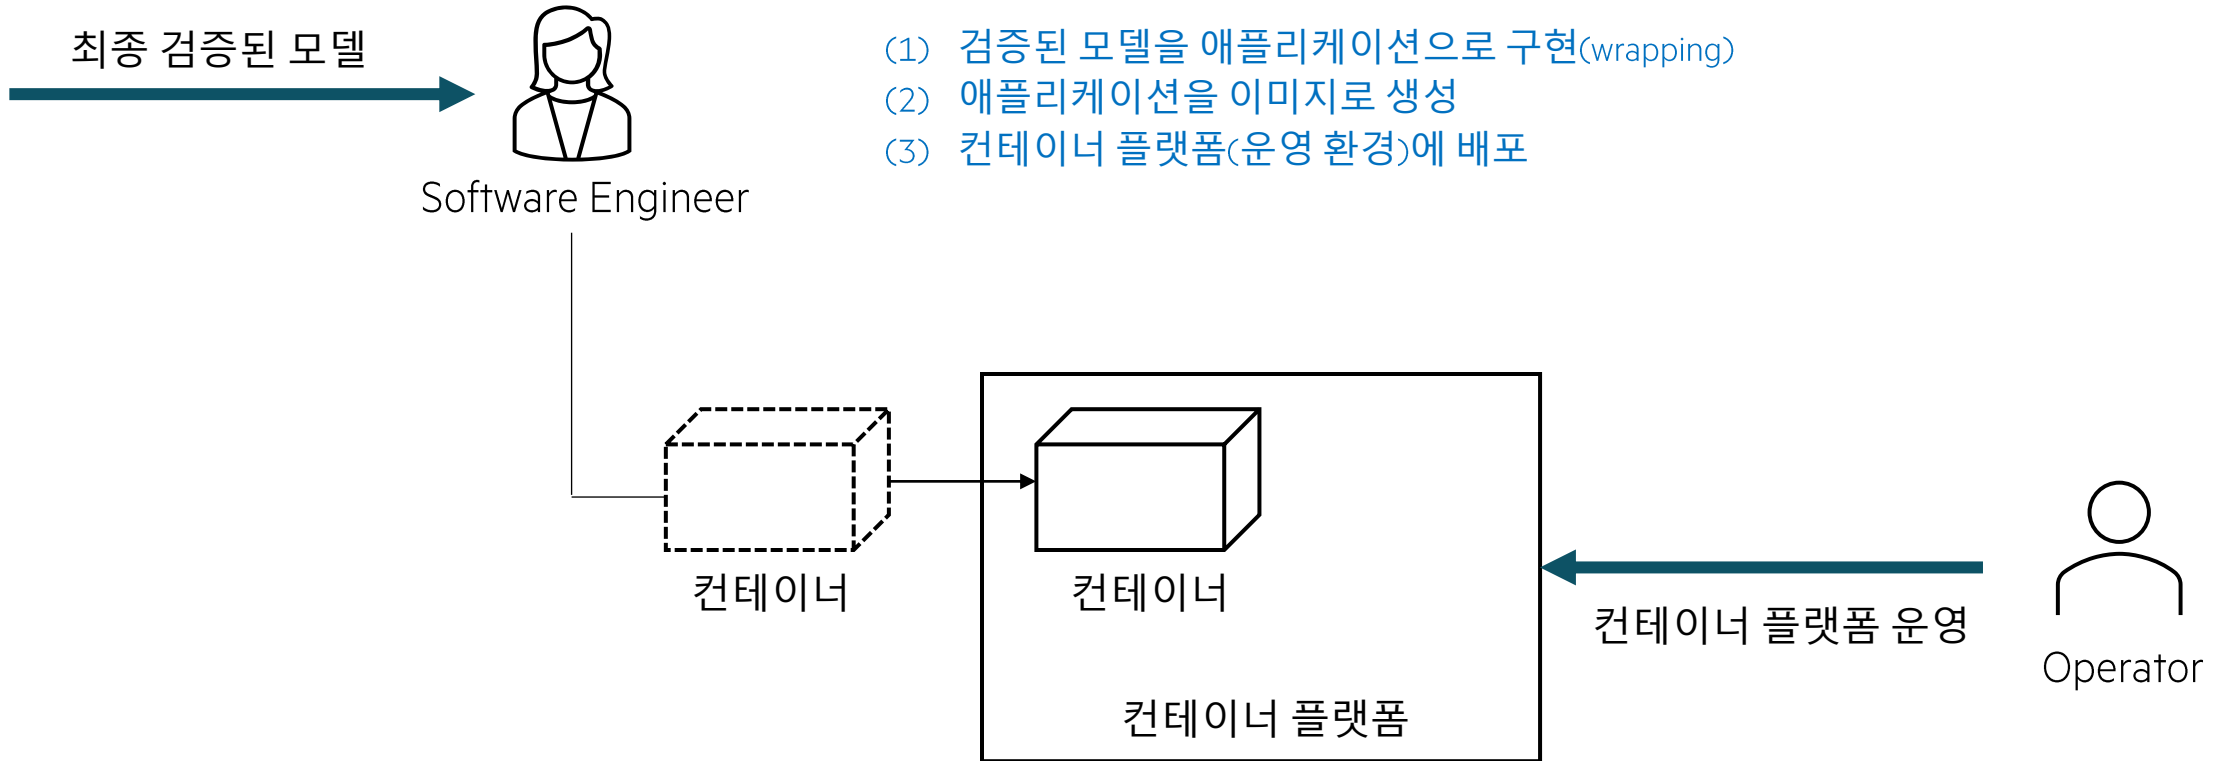 최종 검증된 모델
(1) 검증된 모델을 애플리케이션으로 구현(wrapping)
(2) 애플리케이션을 이미지로 생성
(3) 컨테이너 플랫폼(운영 환경)에 배포
Software Engineer
컨테이너
컨테이너
컨테이너 플랫폼 운영
Operator
컨테이너 플랫폼